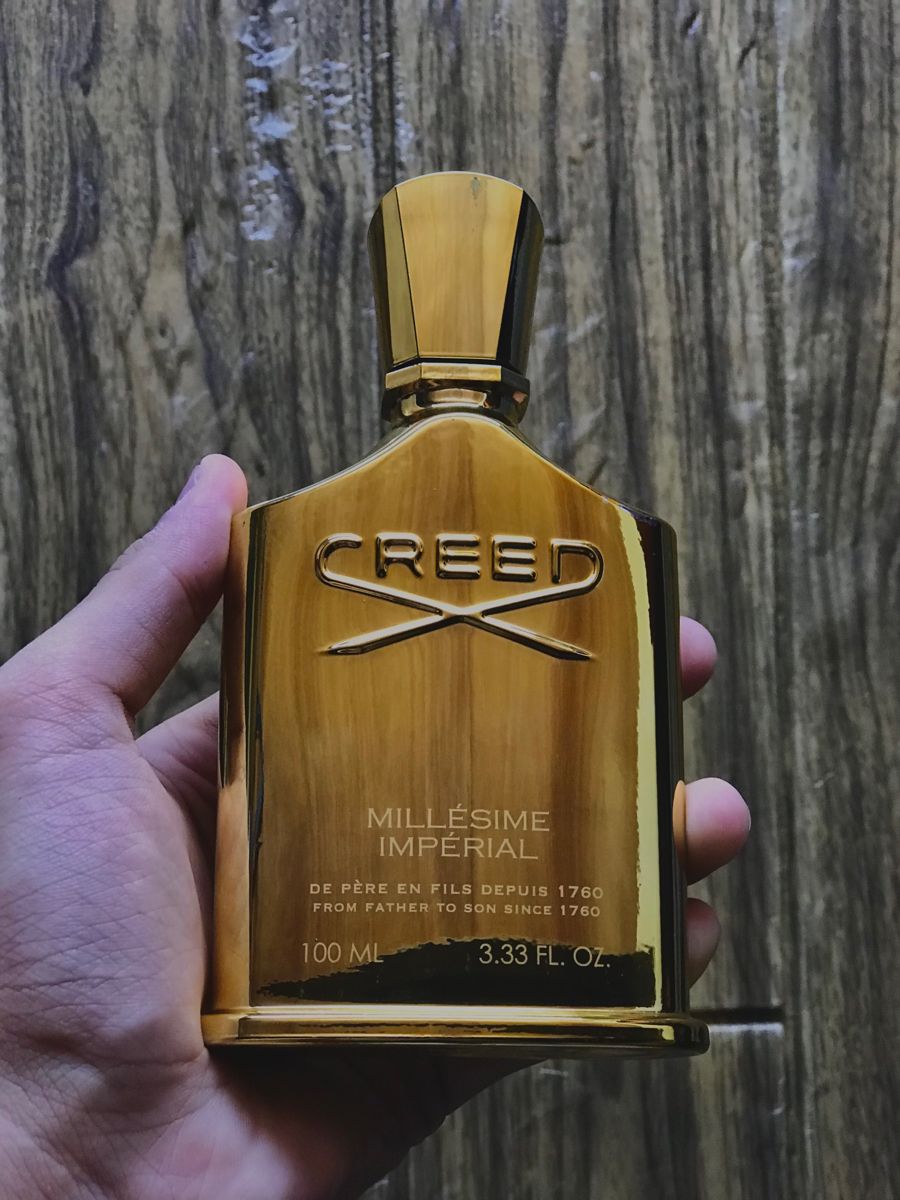 CREED
MILLÉSIME
IMPÉRIAL
DE PÈRE EN FILS DEPUIS 1760
FROM FATHER TO SON SINCE 1760
100 ML 3.33 FL. OZ.